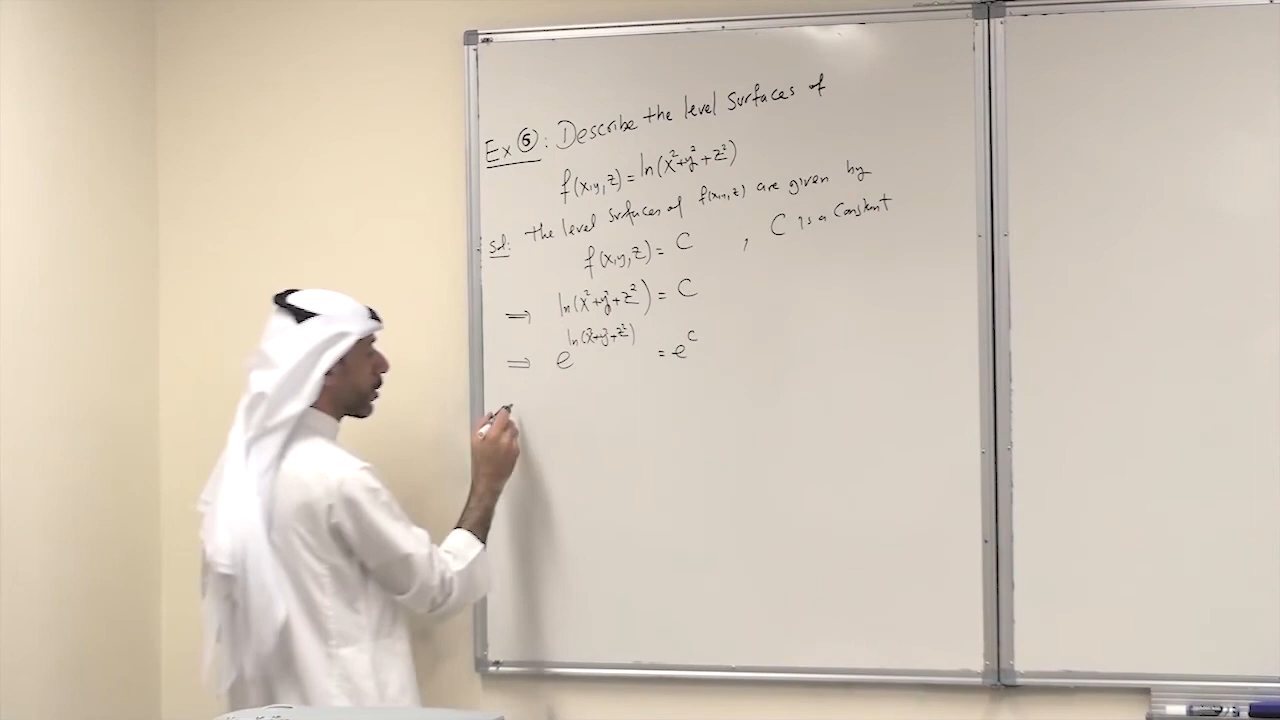 Ex ⑤: Describe the level surfaces of
f(x,y,z) = ln(x²+y²+z²)
Sol: The level surfaces of f(x,y,z) are given by
f(x,y,z) = C , C is a constant
⟹ ln(x²+y²+z²) = C
⟹ e^{ln(x²+y²+z²)} = e^C